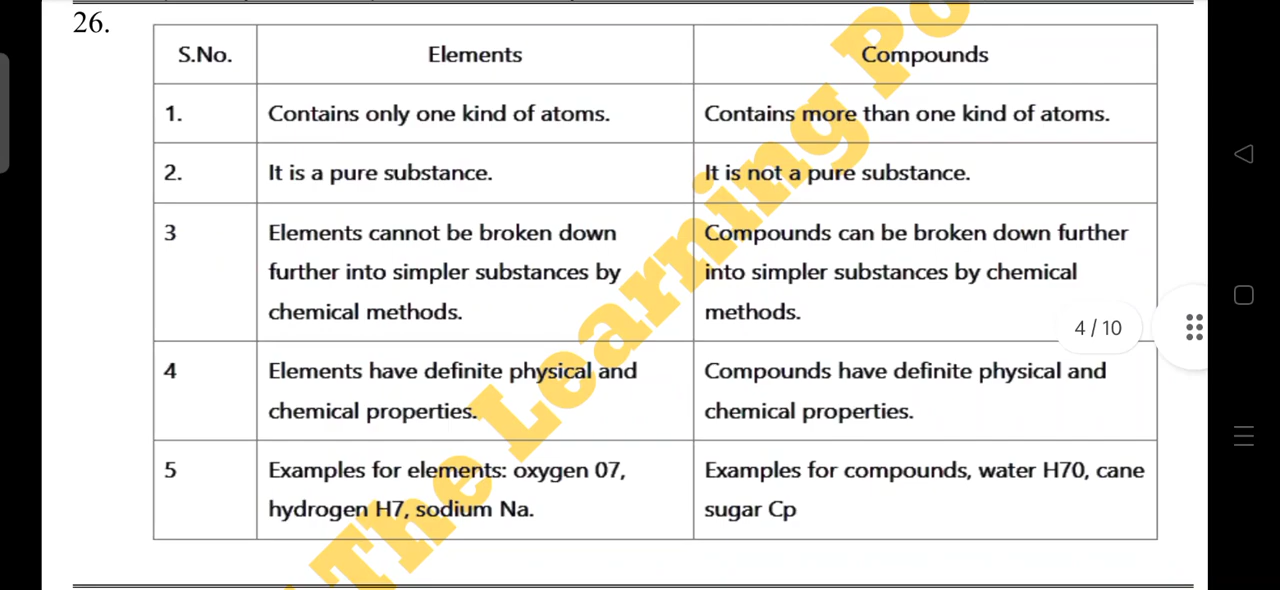 26.
S.No. Elements Compounds
1. Contains only one kind of atoms. Contains more than one kind of atoms.
2. It is a pure substance. It is not a pure substance.
3 Elements cannot be broken down Compounds can be broken down further
further into simpler substances by into simpler substances by chemical
chemical methods. methods.
4 / 10
4 Elements have definite physical and Compounds have definite physical and
chemical properties. chemical properties.
5 Examples for elements: oxygen 07, Examples for compounds, water H70, cane
hydrogen H7, sodium Na. sugar Cp
The Learning Po